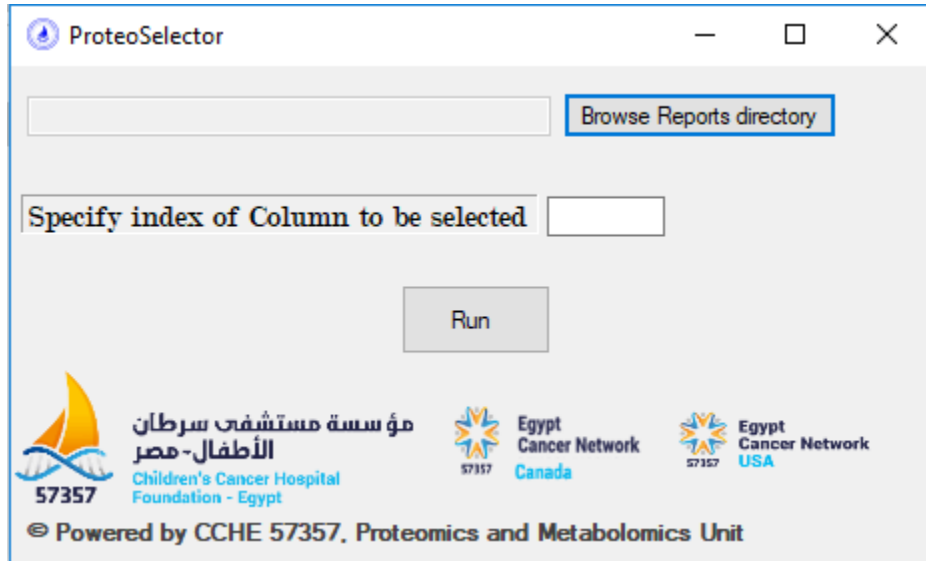 ProteoSelector
Browse Reports directory
Specify index of Column to be selected
Run
57357
مؤسسة مستشفى سرطان
الأطفال-مصر
Children's Cancer Hospital
Foundation - Egypt
57357
Egypt
Cancer Network
Canada
57357
Egypt
Cancer Network
USA
© Powered by CCHE 57357, Proteomics and Metabolomics Unit